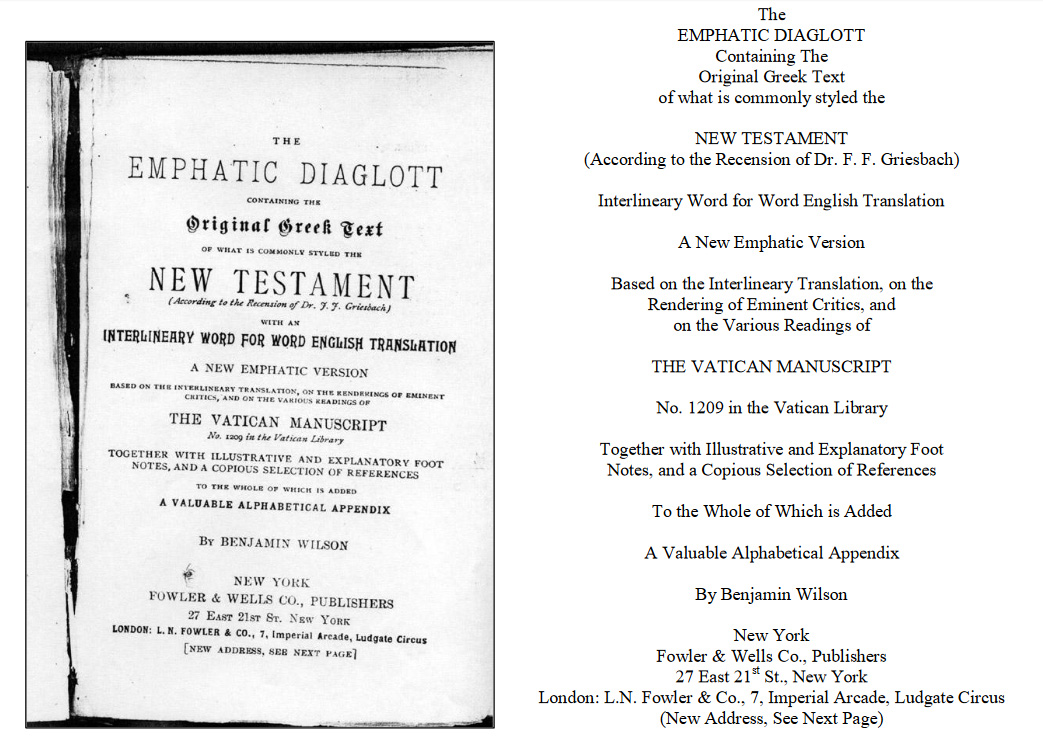 THE
EMPHATIC DIAGLOTT
CONTAINING THE
Original Greek Text
OF WHAT IS COMMONLY STYLED THE
NEW TESTAMENT
(According to the Recension of Dr. J. J. Griesbach)
WITH AN
INTERLINEARY WORD FOR WORD ENGLISH TRANSLATION
A NEW EMPHATIC VERSION
BASED ON THE INTERLINEARY TRANSLATION, ON THE RENDERINGS OF EMINENT
CRITICS, AND ON THE VARIOUS READINGS OF
THE VATICAN MANUSCRIPT
No. 1209 in the Vatican Library
TOGETHER WITH ILLUSTRATIVE AND EXPLANATORY FOOT
NOTES, AND A COPIOUS SELECTION OF REFERENCES
TO THE WHOLE OF WHICH IS ADDED
A VALUABLE ALPHABETICAL APPENDIX
BY BENJAMIN WILSON
NEW YORK
FOWLER & WELLS CO., PUBLISHERS
27 EAST 21ST ST. NEW YORK
LONDON: L. N. FOWLER & CO., 7, Imperial Arcade, Ludgate Circus
[NEW ADDRESS, SEE NEXT PAGE]
The
EMPHATIC DIAGLOTT
Containing The
Original Greek Text
of what is commonly styled the
NEW TESTAMENT
(According to the Recension of Dr. F. F. Griesbach)
Interlineary Word for Word English Translation
A New Emphatic Version
Based on the Interlineary Translation, on the
Rendering of Eminent Critics, and
on the Various Readings of
THE VATICAN MANUSCRIPT
No. 1209 in the Vatican Library
Together with Illustrative and Explanatory Foot
Notes, and a Copious Selection of References
To the Whole of Which is Added
A Valuable Alphabetical Appendix
By Benjamin Wilson
New York
Fowler & Wells Co., Publishers
27 East 21st St., New York
London: L.N. Fowler & Co., 7, Imperial Arcade, Ludgate Circus
(New Address, See Next Page)